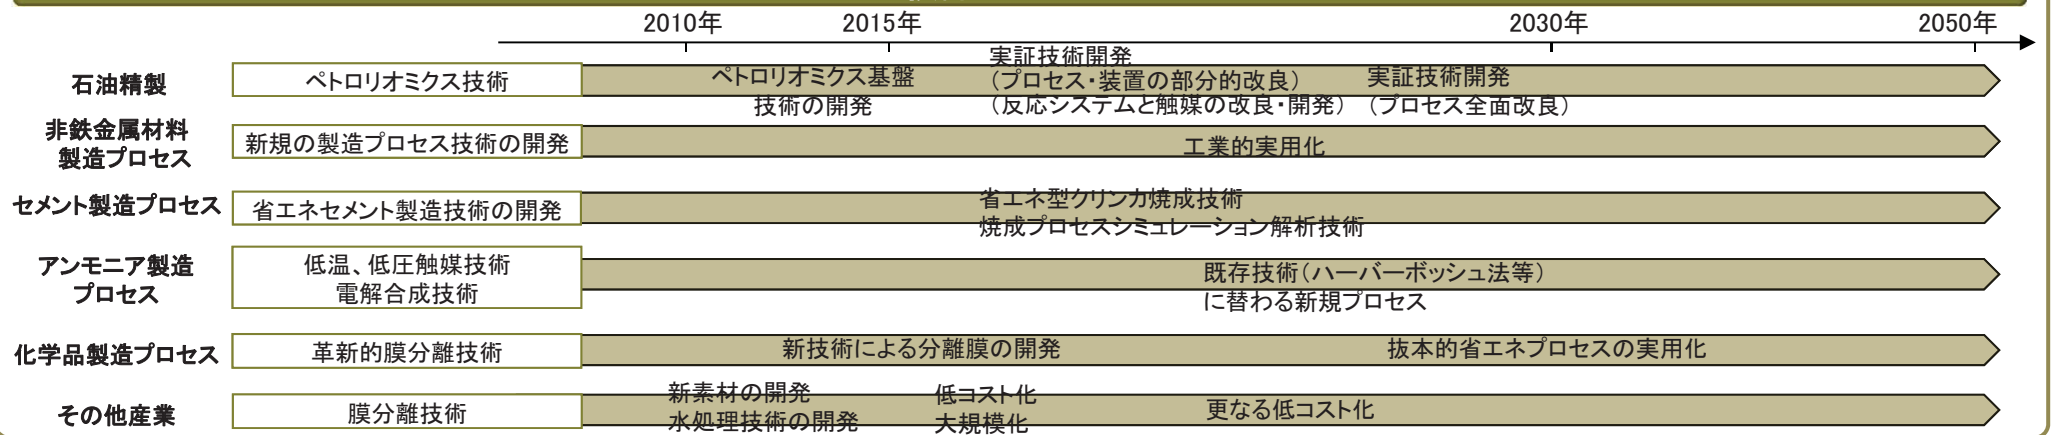 2010年 2015年 2030年 2050年
石油精製
ペトロリオミクス技術
ペトロリオミクス基盤
技術の開発
実証技術開発
（プロセス・装置の部分的改良）
（反応システムと触媒の改良・開発）
実証技術開発
（プロセス全面改良）
非鉄金属材料
製造プロセス
新規の製造プロセス技術の開発
工業的実用化
セメント製造プロセス
省エネセメント製造技術の開発
省エネ型クリンカ焼成技術
焼成プロセスシミュレーション解析技術
アンモニア製造
プロセス
低温、低圧触媒技術
電解合成技術
既存技術（ハーバーボッシュ法等）
に替わる新規プロセス
化学品製造プロセス
革新的膜分離技術
新技術による分離膜の開発
抜本的省エネプロセスの実用化
その他産業
膜分離技術
新素材の開発
水処理技術の開発
低コスト化
大規模化
更なる低コスト化